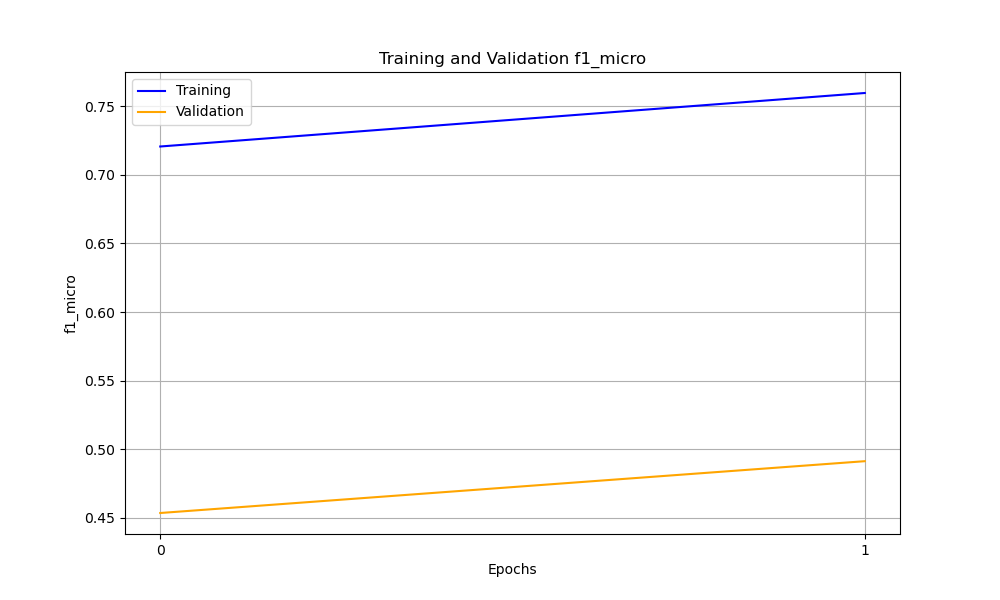 Training and Validation f1_micro
Training
Validation
f1_micro
0.75
0.70
0.65
0.60
0.55
0.50
0.45
0 1
Epochs